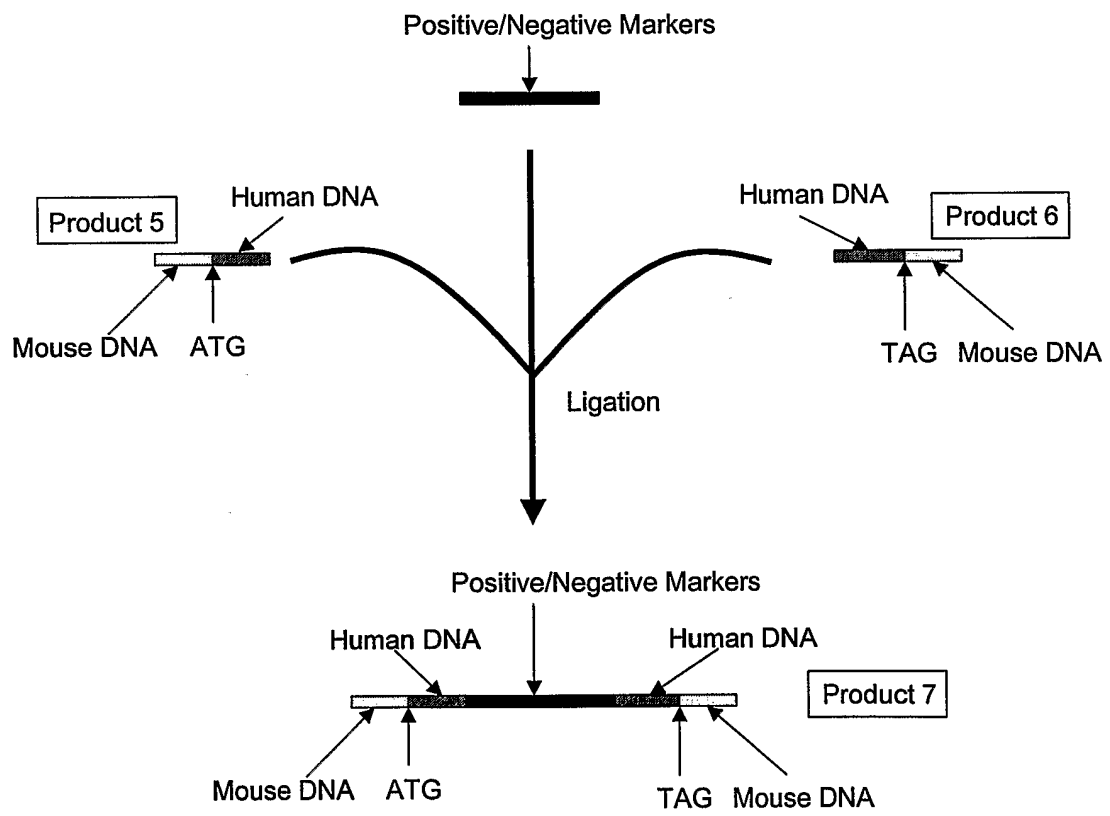 Positive/Negative Markers
Human DNA
Product 5
Human DNA
Product 6
Mouse DNA
ATG
TAG
Mouse DNA
Ligation
Positive/Negative Markers
Human DNA
Human DNA
Product 7
Mouse DNA
ATG
TAG
Mouse DNA